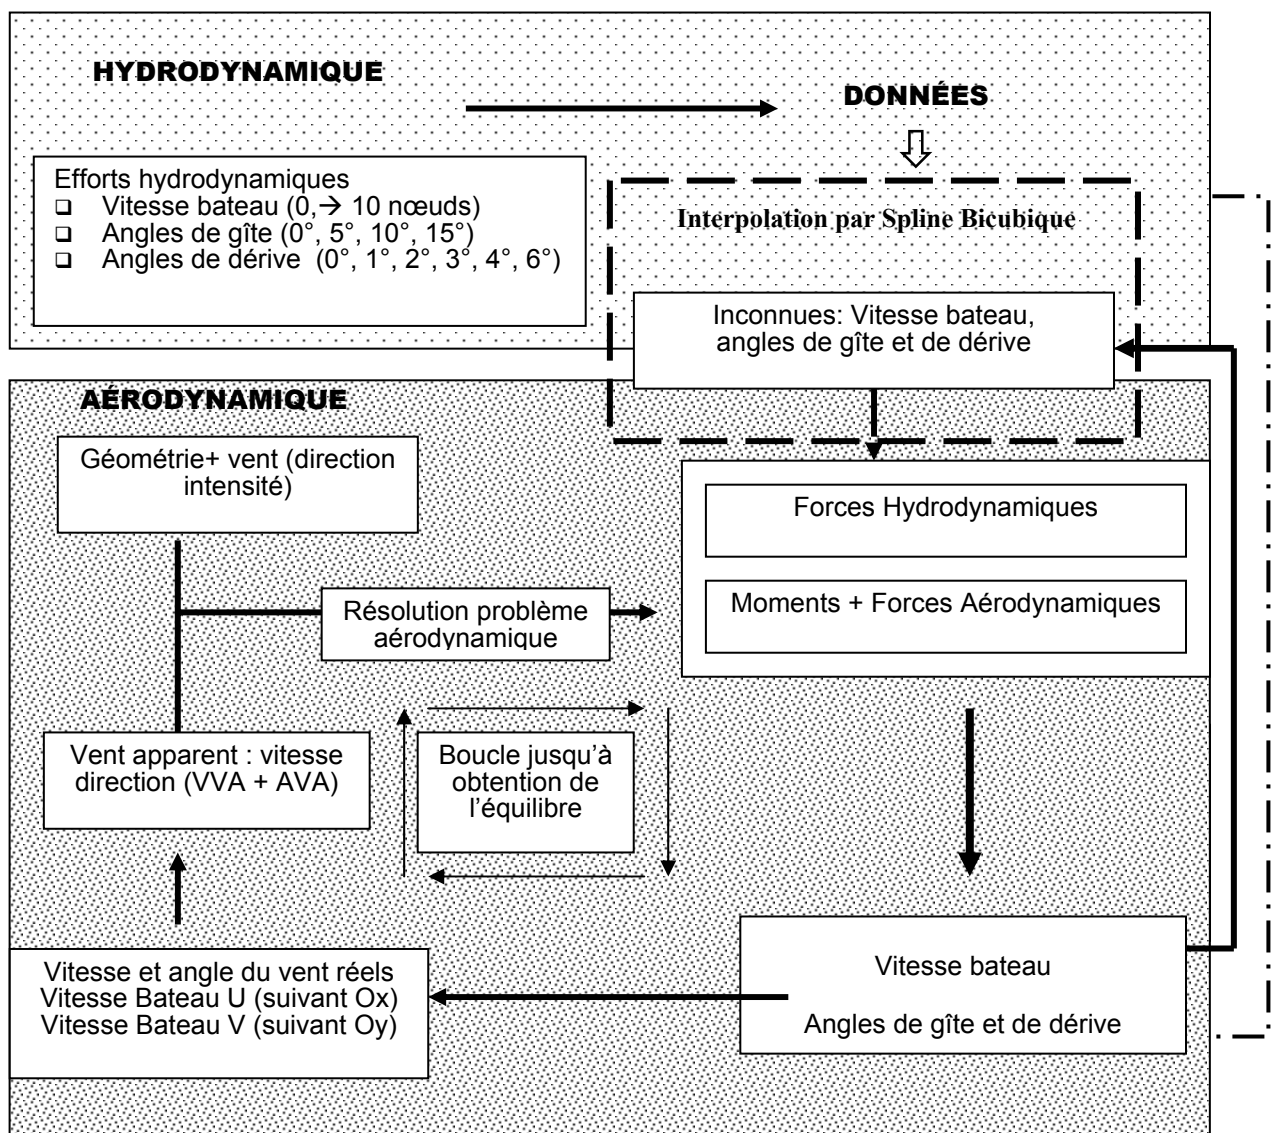 HYDRODYNAMIQUE
DONNÉES
Efforts hydrodynamiques
❑ Vitesse bateau (0,→ 10 nœuds)
❑ Angles de gîte (0°, 5°, 10°, 15°)
❑ Angles de dérive (0°, 1°, 2°, 3°, 4°, 6°)
Interpolation par Spline Bicubique
Inconnues: Vitesse bateau,
angles de gîte et de dérive
AÉRODYNAMIQUE
Géométrie+ vent (direction
intensité)
Forces Hydrodynamiques
Moments + Forces Aérodynamiques
Résolution problème
aérodynamique
Vent apparent : vitesse
direction (VVA + AVA)
Boucle jusqu’à
obtention de
l’équilibre
Vitesse et angle du vent réels
Vitesse Bateau U (suivant Ox)
Vitesse Bateau V (suivant Oy)
Vitesse bateau
Angles de gîte et de dérive